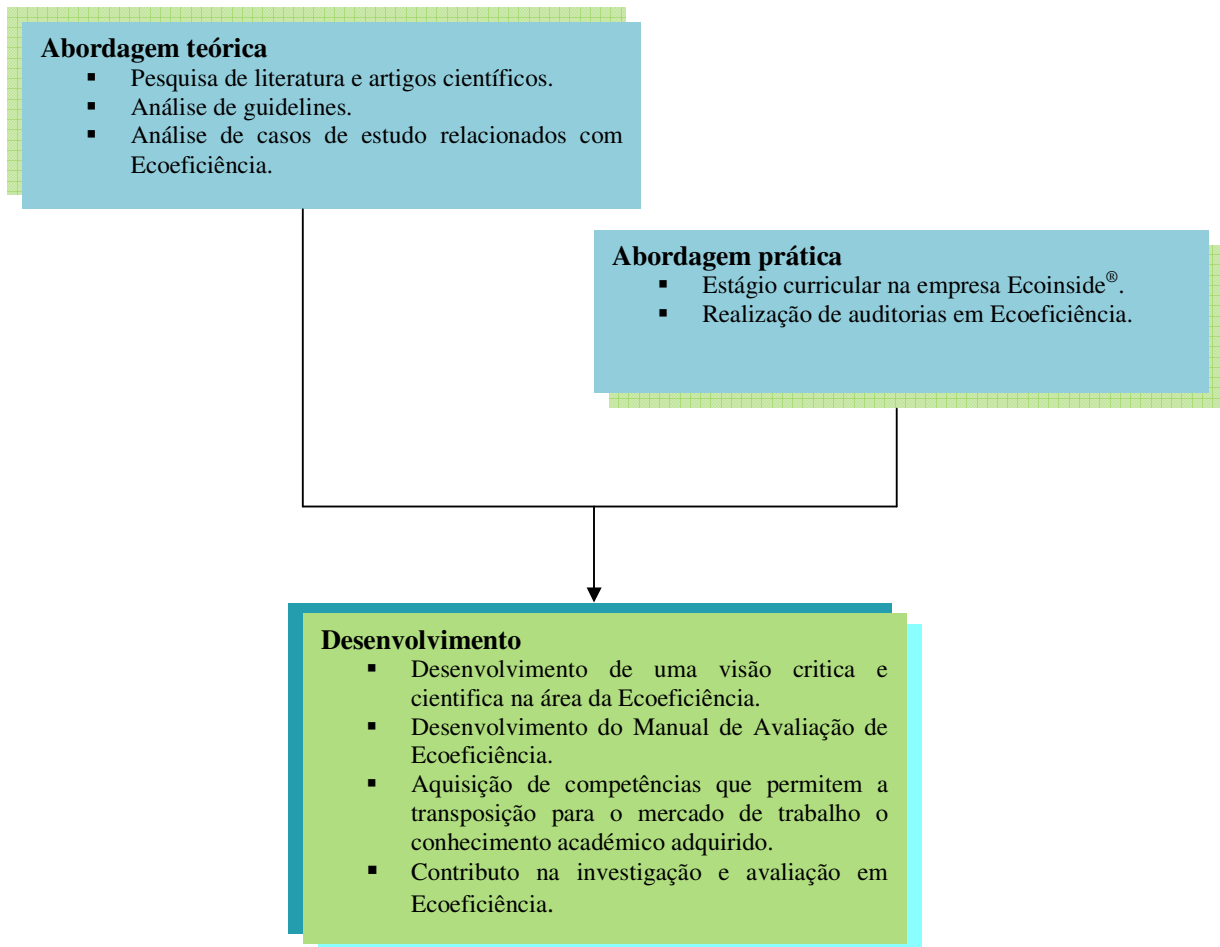 Abordagem teórica
▪ Pesquisa de literatura e artigos científicos.
▪ Análise de guidelines.
▪ Análise de casos de estudo relacionados com
Ecoeficiência.
Abordagem prática
▪ Estágio curricular na empresa Ecoinside®.
▪ Realização de auditorias em Ecoeficiência.
Desenvolvimento
▪ Desenvolvimento de uma visão critica e
cientifica na área da Ecoeficiência.
▪ Desenvolvimento do Manual de Avaliação de
Ecoeficiência.
▪ Aquisição de competências que permitem a
transposição para o mercado de trabalho o
conhecimento académico adquirido.
▪ Contributo na investigação e avaliação em
Ecoeficiência.